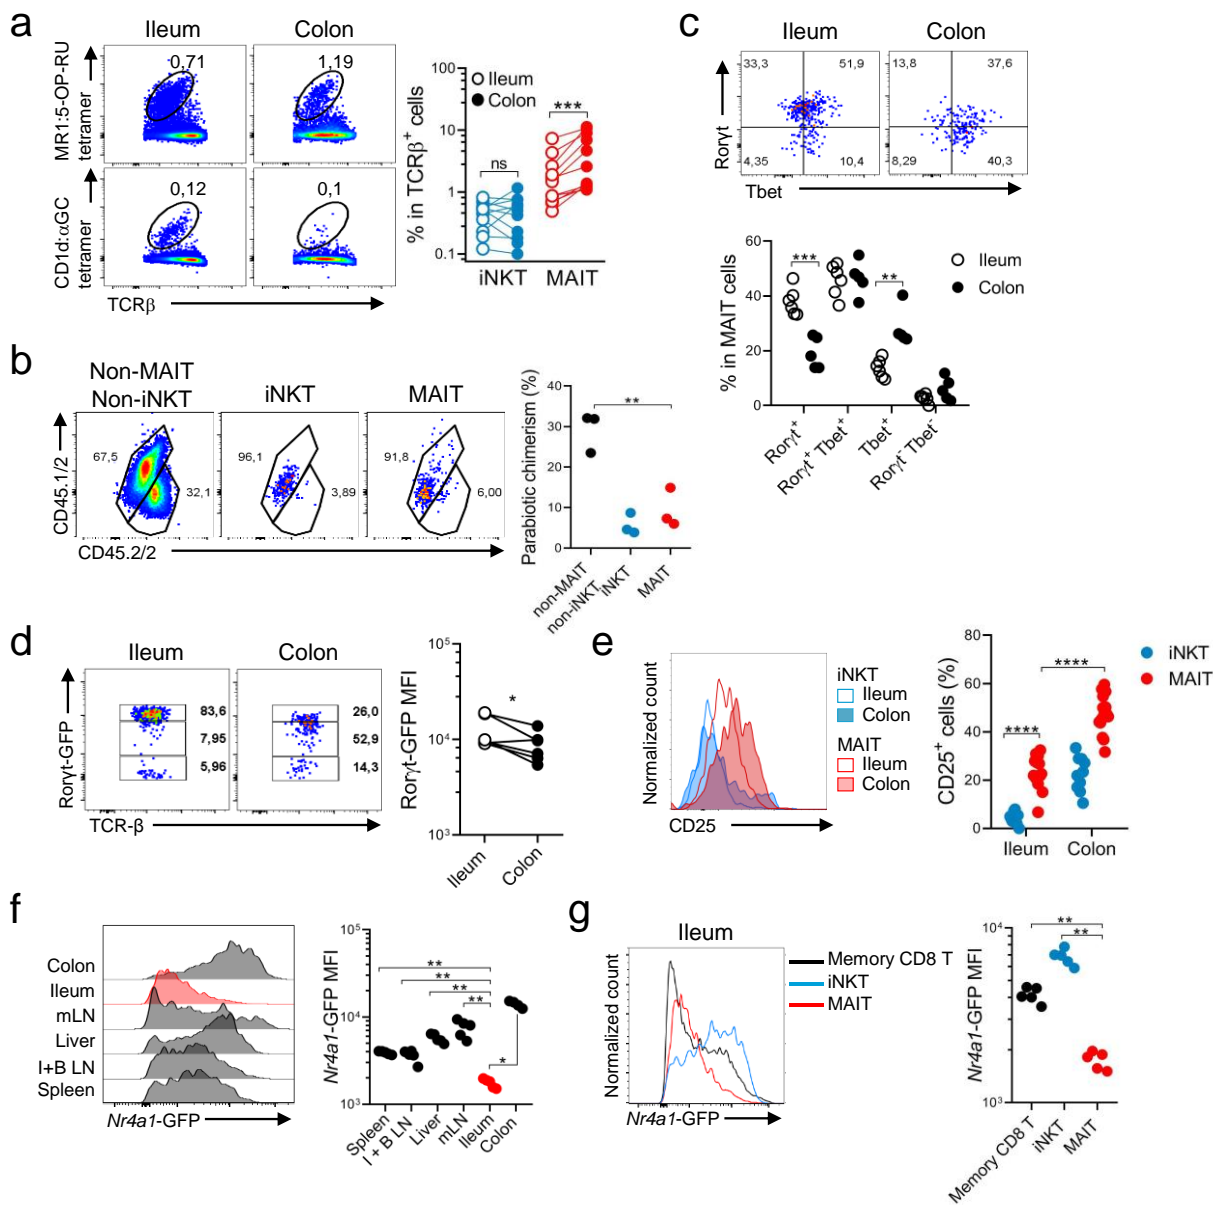 a
Ileum
Colon
MR1:5-OP-RU
tetramer
0,71
1,19
CD1d:αGC
tetramer
0,12
0,1
TCRβ
% in TCRβ+ cells
100
10
1
0.1
Ileum
Colon
ns
***
iNKT
MAIT
b
Non-MAIT
Non-iNKT
iNKT
MAIT
CD45.1/2
67,5
32,1
96,1
3,89
91,8
6,00
CD45.2/2
Parabiotic chimerism (%)
40
30
20
10
0
**
non-MAIT
non-iNKT
iNKT
MAIT
c
Ileum
Colon
Rorγt
33,3
51,9
4,35
10,4
13,8
37,6
8,29
40,3
Tbet
% in MAIT cells
60
40
20
0
***
**
Ileum
Colon
Rorγt+
Rorγt+Tbet+
Tbet+
Rorγt-Tbet-
d
Ileum
Colon
Rorγt-GFP
83,6
7,95
5,96
26,0
52,9
14,3
TCR-β
Rorγt-GFP MFI
10⁵
10⁴
10³
*
Ileum
Colon
e
Normalized count
CD25
iNKT
Ileum
Colon
MAIT
Ileum
Colon
CD25+ cells (%)
80
60
40
20
0
****
****
Ileum
Colon
iNKT
MAIT
f
Colon
Ileum
mLN
Liver
I+B LN
Spleen
Nr4a1-GFP
Nr4a1-GFP MFI
10⁵
10⁴
10³
**
**
**
**
*
Spleen
I + B LN
Liver
mLN
Ileum
Colon
g
Ileum
Normalized count
Nr4a1-GFP
Memory CD8 T
iNKT
MAIT
Nr4a1-GFP MFI
10⁴
10³
**
**
Memory CD8 T
iNKT
MAIT